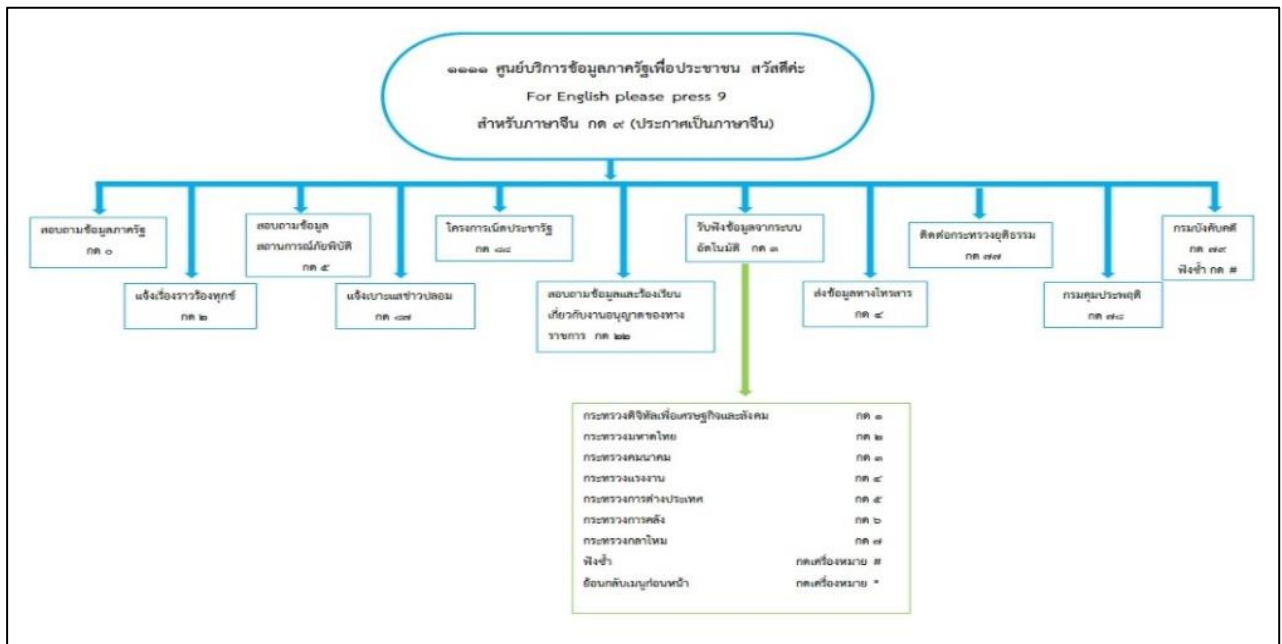 ๑๑๑๑ ศูนย์บริการข้อมูลภาครัฐเพื่อประชาชน สวัสดีค่ะ
For English please press 9
สำหรับภาษาจีน กด ๙ (ประกาศเป็นภาษาจีน)
สอบถามข้อมูลภาครัฐ
กด ๐
แจ้งเรื่องราวร้องทุกข์
กด ๒
สอบถามข้อมูล
สถานการณ์ภัยพิบัติ
กด ๕
แจ้งเบาะแสข่าวปลอม
กด ๘๗
โครงการเน็ตประชารัฐ
กด ๘๘
สอบถามข้อมูลและร้องเรียน
เกี่ยวกับงานอนุญาตของทาง
ราชการ กด ๒๒
รับฟังข้อมูลจากระบบ
อัตโนมัติ กด ๓
ส่งข้อมูลทางโทรสาร
กด ๔
ติดต่อกระทรวงยุติธรรม
กด ๗๗
กรมคุมประพฤติ
กด ๗๘
กรมบังคับคดี
กด ๗๙
ฟังซ้ำ กด #
กระทรวงดิจิทัลเพื่อเศรษฐกิจและสังคม กด ๑
กระทรวงมหาดไทย กด ๒
กระทรวงคมนาคม กด ๓
กระทรวงแรงงาน กด ๔
กระทรวงการต่างประเทศ กด ๕
กระทรวงการคลัง กด ๖
กระทรวงกลาโหม กด ๗
ฟังซ้ำ กดเครื่องหมาย #
ย้อนกลับเมนูก่อนหน้า กดเครื่องหมาย *